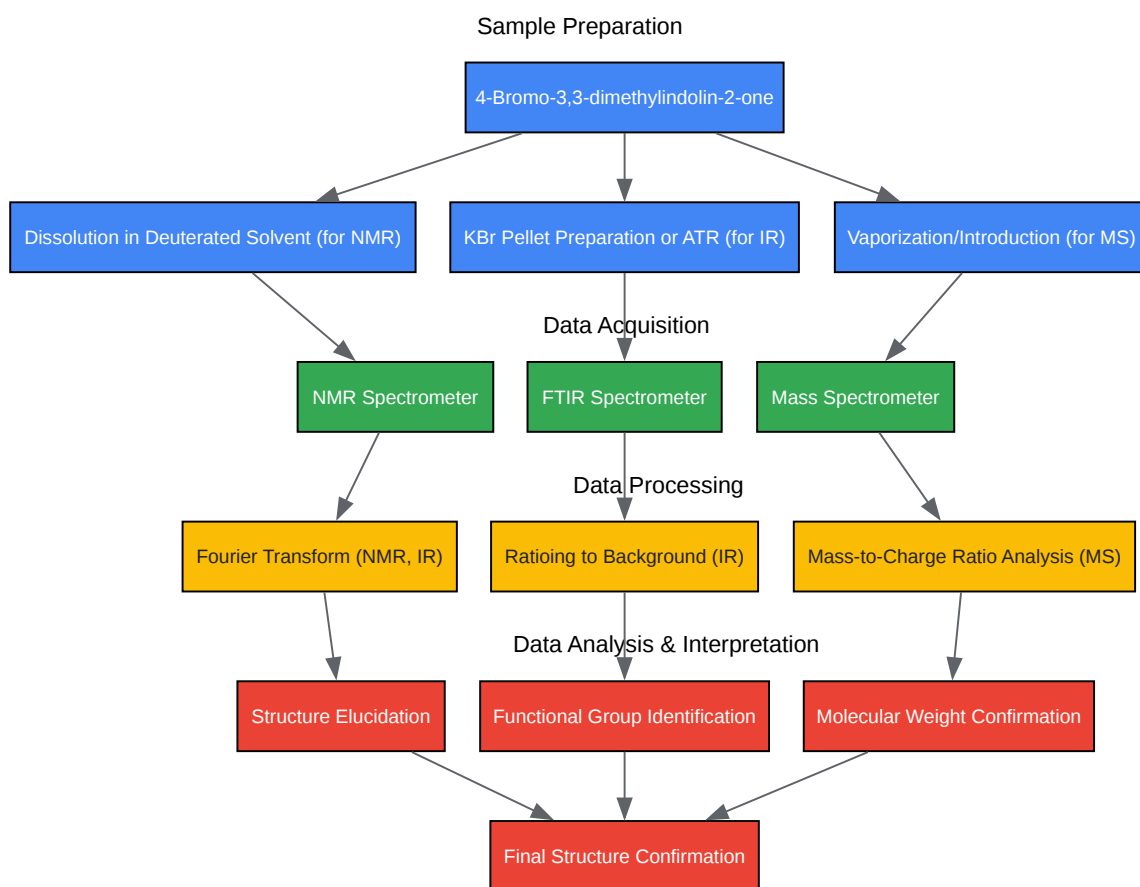 Sample Preparation
4-Bromo-3,3-dimethylindolin-2-one
Dissolution in Deuterated Solvent (for NMR)
KBr Pellet Preparation or ATR (for IR)
Vaporization/Introduction (for MS)
Data Acquisition
NMR Spectrometer
FTIR Spectrometer
Mass Spectrometer
Data Processing
Fourier Transform (NMR, IR)
Ratioing to Background (IR)
Mass-to-Charge Ratio Analysis (MS)
Data Analysis & Interpretation
Structure Elucidation
Functional Group Identification
Molecular Weight Confirmation
Final Structure Confirmation